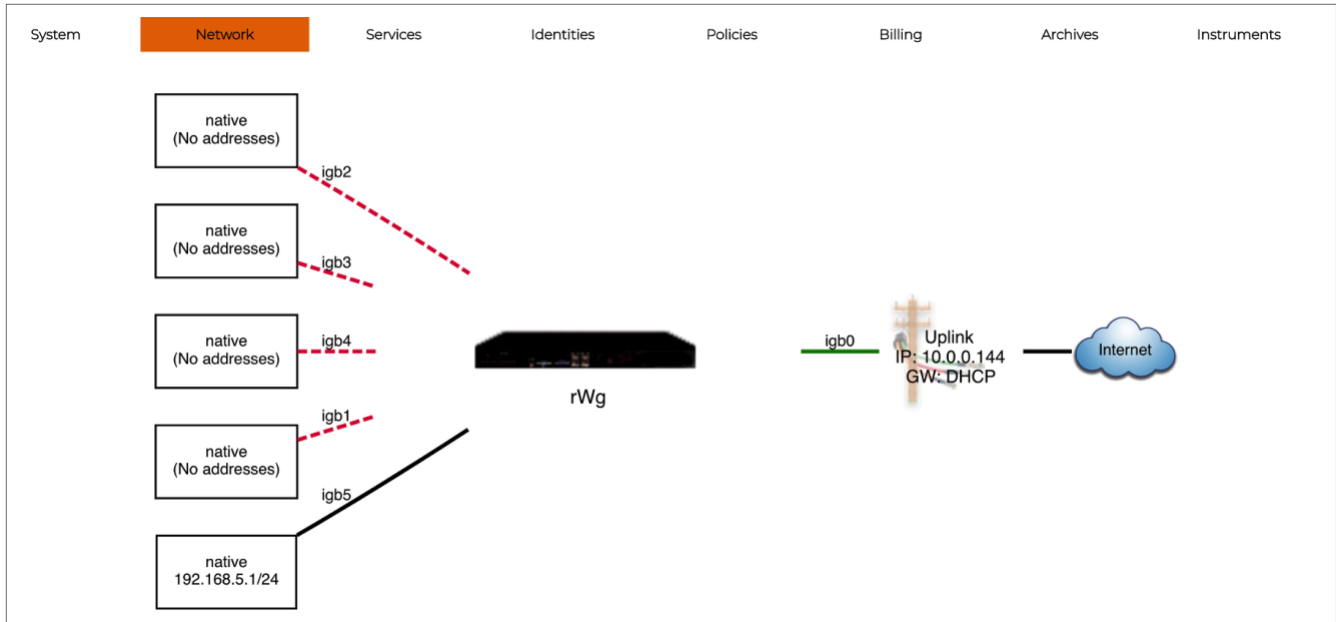 System
Network
Services
Identities
Policies
Billing
Archives
Instruments
native
(No addresses)
igb2
native
(No addresses)
igb3
native
(No addresses)
igb4
native
(No addresses)
igb1
native
192.168.5.1/24
igb5
rWg
igb0
Uplink
IP: 10.0.0.144
GW: DHCP
Internet